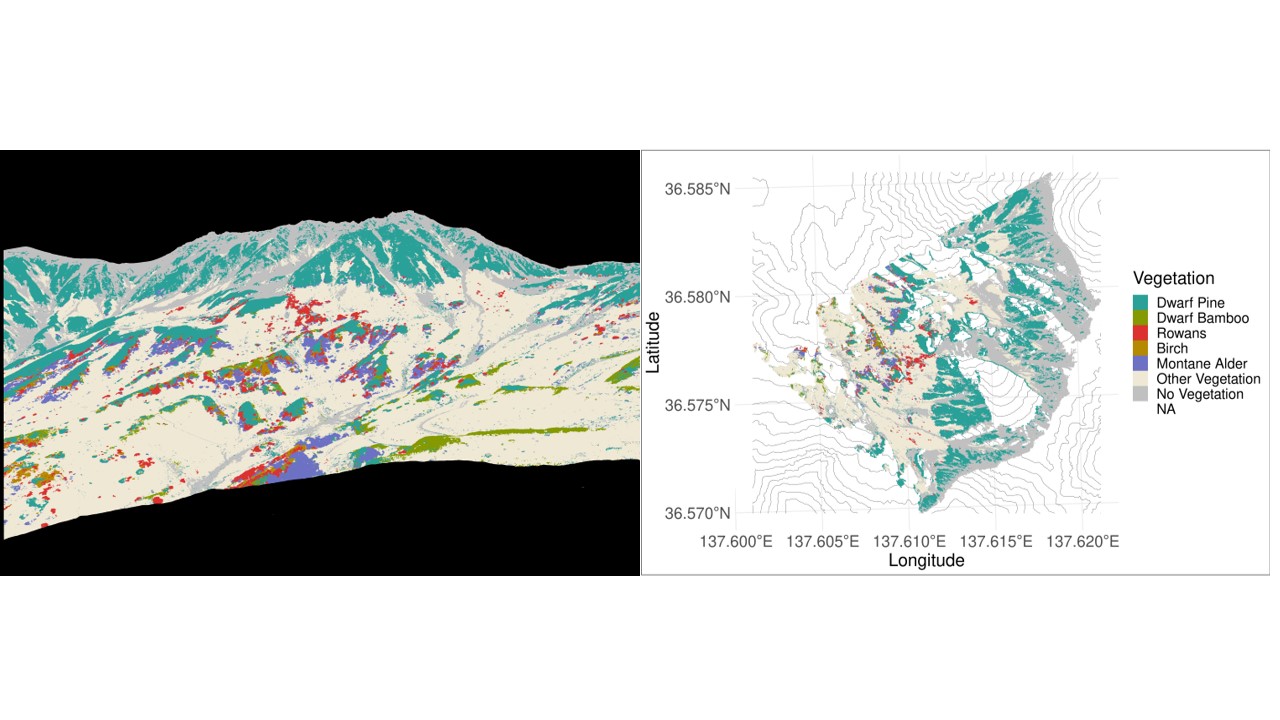 36.585°N
36.580°N
36.575°N
36.570°N
Latitude
137.600°E 137.605°E 137.610°E 137.615°E 137.620°E
Longitude
Vegetation
Dwarf Pine
Dwarf Bamboo
Rowans
Birch
Montane Alder
Other Vegetation
No Vegetation
NA